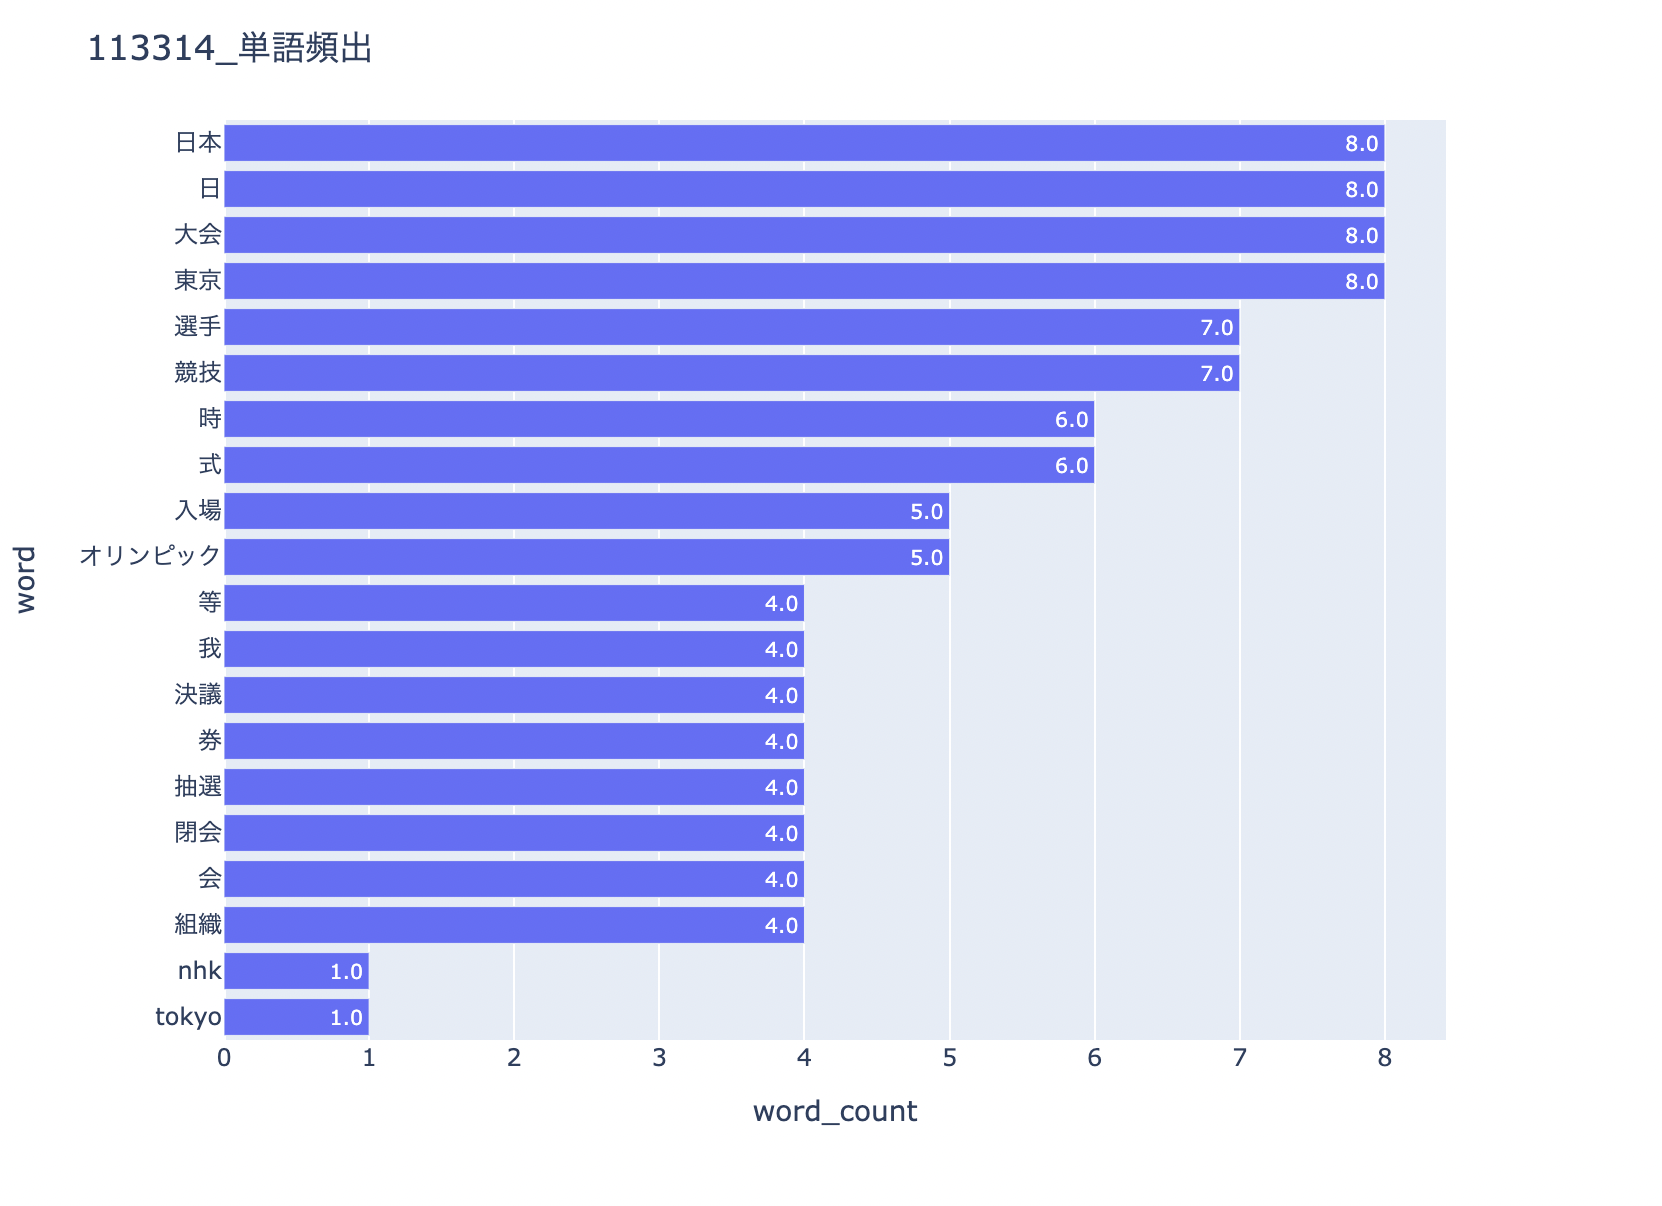 113314_単語頻出
word
日本 8.0
日 8.0
大会 8.0
東京 8.0
選手 7.0
競技 7.0
時 6.0
式 6.0
入場 5.0
オリンピック 5.0
等 4.0
我 4.0
決議 4.0
券 4.0
抽選 4.0
閉会 4.0
会 4.0
組織 4.0
nhk 1.0
tokyo 1.0
0 1 2 3 4 5 6 7 8
word_count